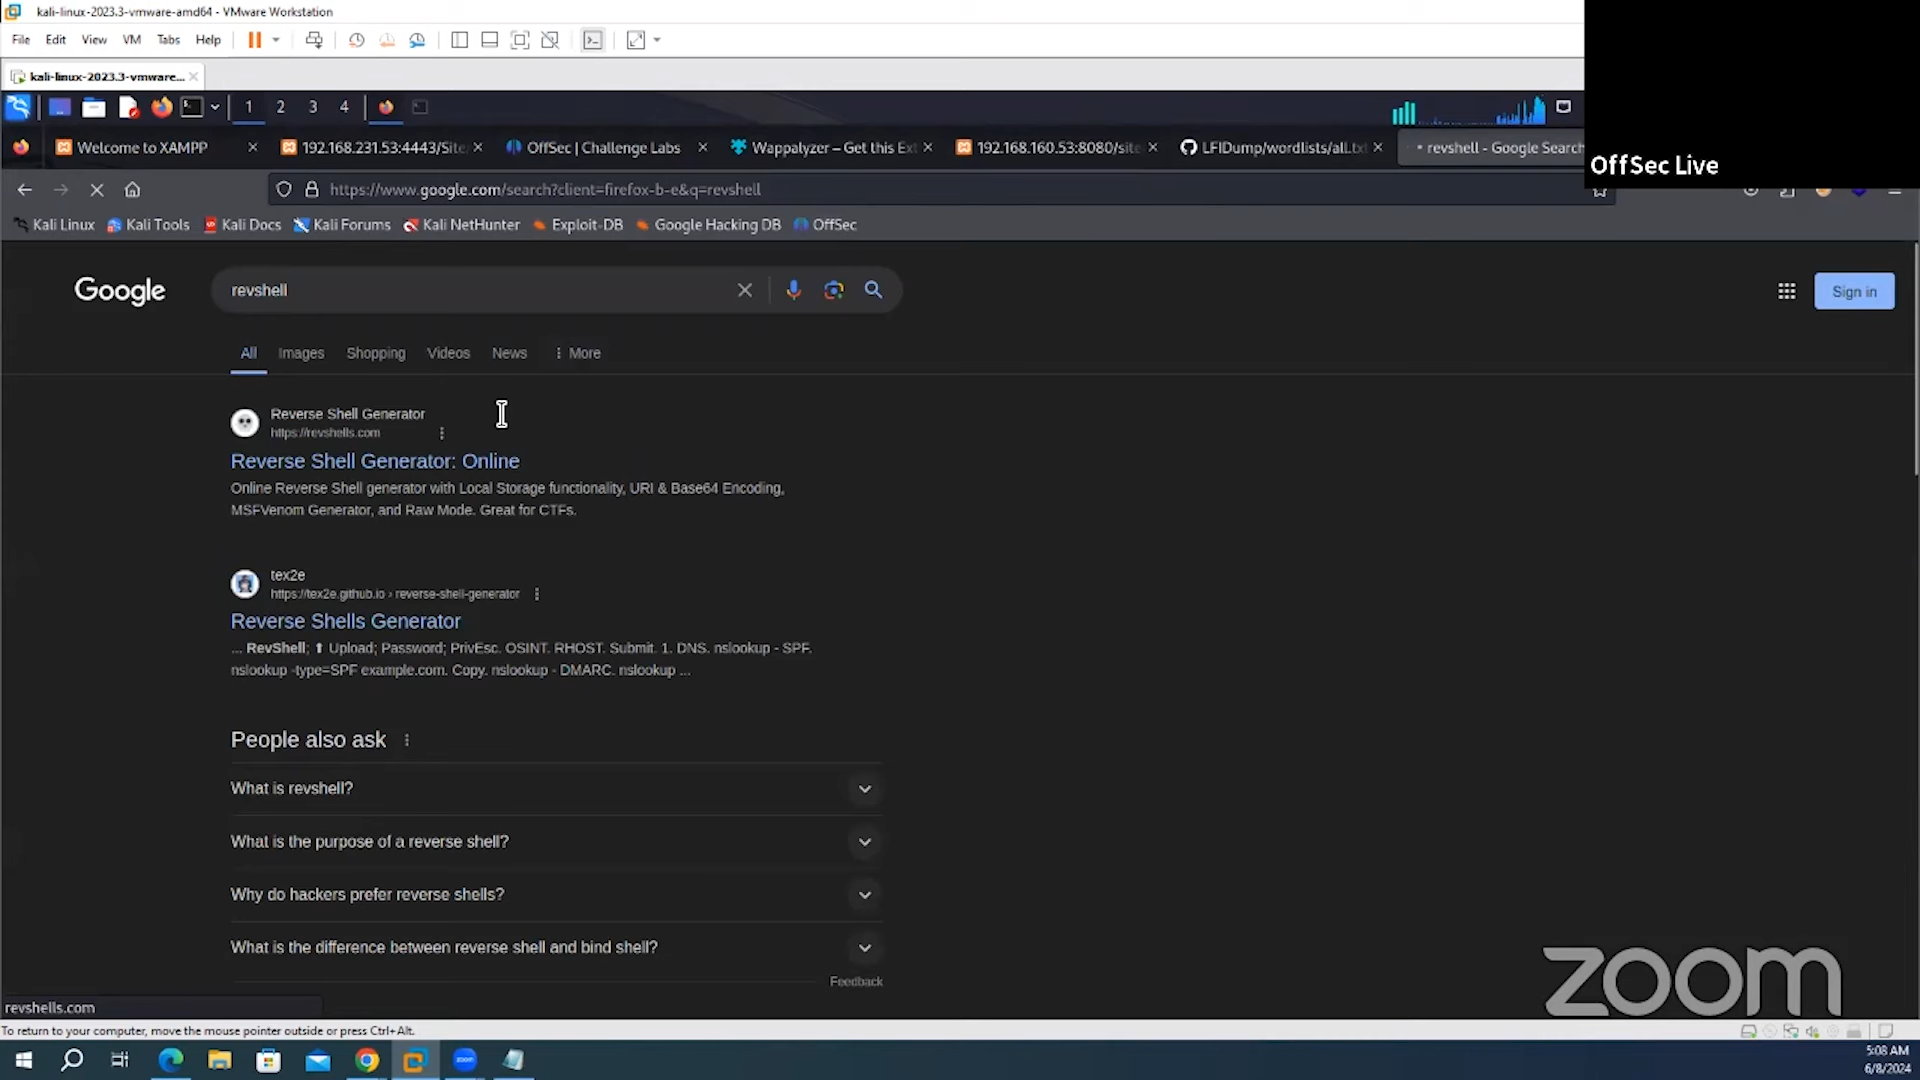 kali-linux-2023.3-vmware-amd64 - VMware Workstation
File Edit View VM Tabs Help
kali-linux-2023.3-vmware...
1 2 3 4
Welcome to XAMPP 192.168.231.53:4443/Site/ OffSec | Challenge Labs Wappalyzer – Get this Ext 192.168.160.53:8080/site LFIDump/wordlists/all.txt revshell - Google Search
OffSec Live
https://www.google.com/search?client=firefox-b-e&q=revshell
Kali Linux Kali Tools Kali Docs Kali Forums Kali NetHunter Exploit-DB Google Hacking DB OffSec
Google
revshell
Sign in
All Images Shopping Videos News More
Reverse Shell Generator
https://revshells.com
Reverse Shell Generator: Online
Online Reverse Shell generator with Local Storage functionality, URI & Base64 Encoding,
MSFVenom Generator, and Raw Mode. Great for CTFs.
tex2e
https://tex2e.github.io › reverse-shell-generator
Reverse Shells Generator
... RevShell; ⬆ Upload; Password; PrivEsc. OSINT. RHOST. Submit. 1. DNS. nslookup - SPF.
nslookup -type=SPF example.com. Copy. nslookup - DMARC. nslookup ...
People also ask
What is revshell?
What is the purpose of a reverse shell?
Why do hackers prefer reverse shells?
What is the difference between reverse shell and bind shell?
Feedback
zoom
revshells.com
To return to your computer, move the mouse pointer outside or press Ctrl+Alt.
zoom
5:08 AM
6/8/2024